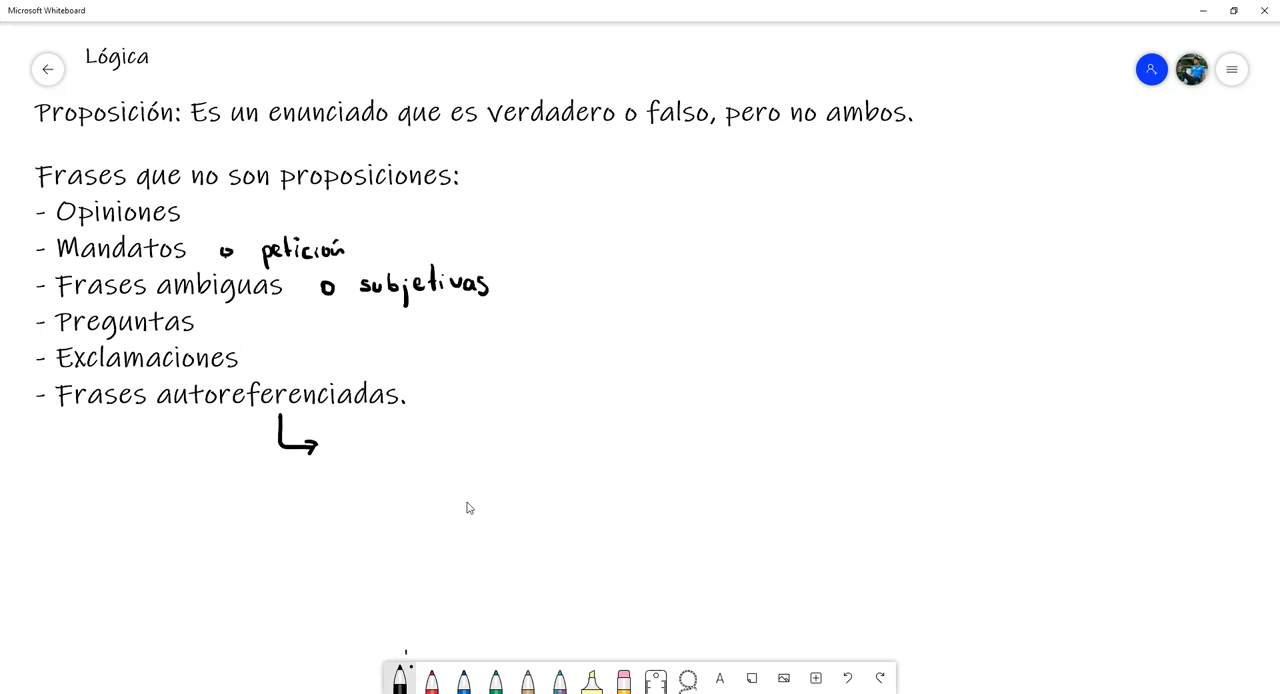 Microsoft Whiteboard
Lógica
Proposición: Es un enunciado que es verdadero o falso, pero no ambos.
Frases que no son proposiciones:
- Opiniones
- Mandatos o petición
- Frases ambiguas o subjetivas
- Preguntas
- Exclamaciones
- Frases autoreferenciadas.